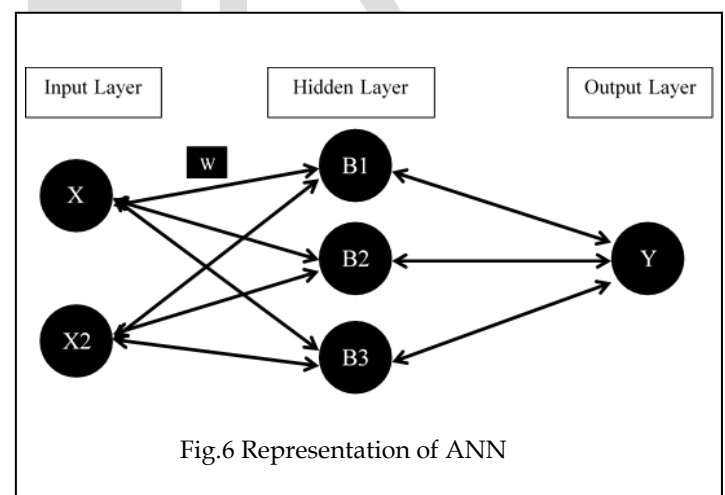 Input Layer
Hidden Layer
Output Layer
W
X
X2
B1
B2
B3
Y
Fig.6 Representation of ANN